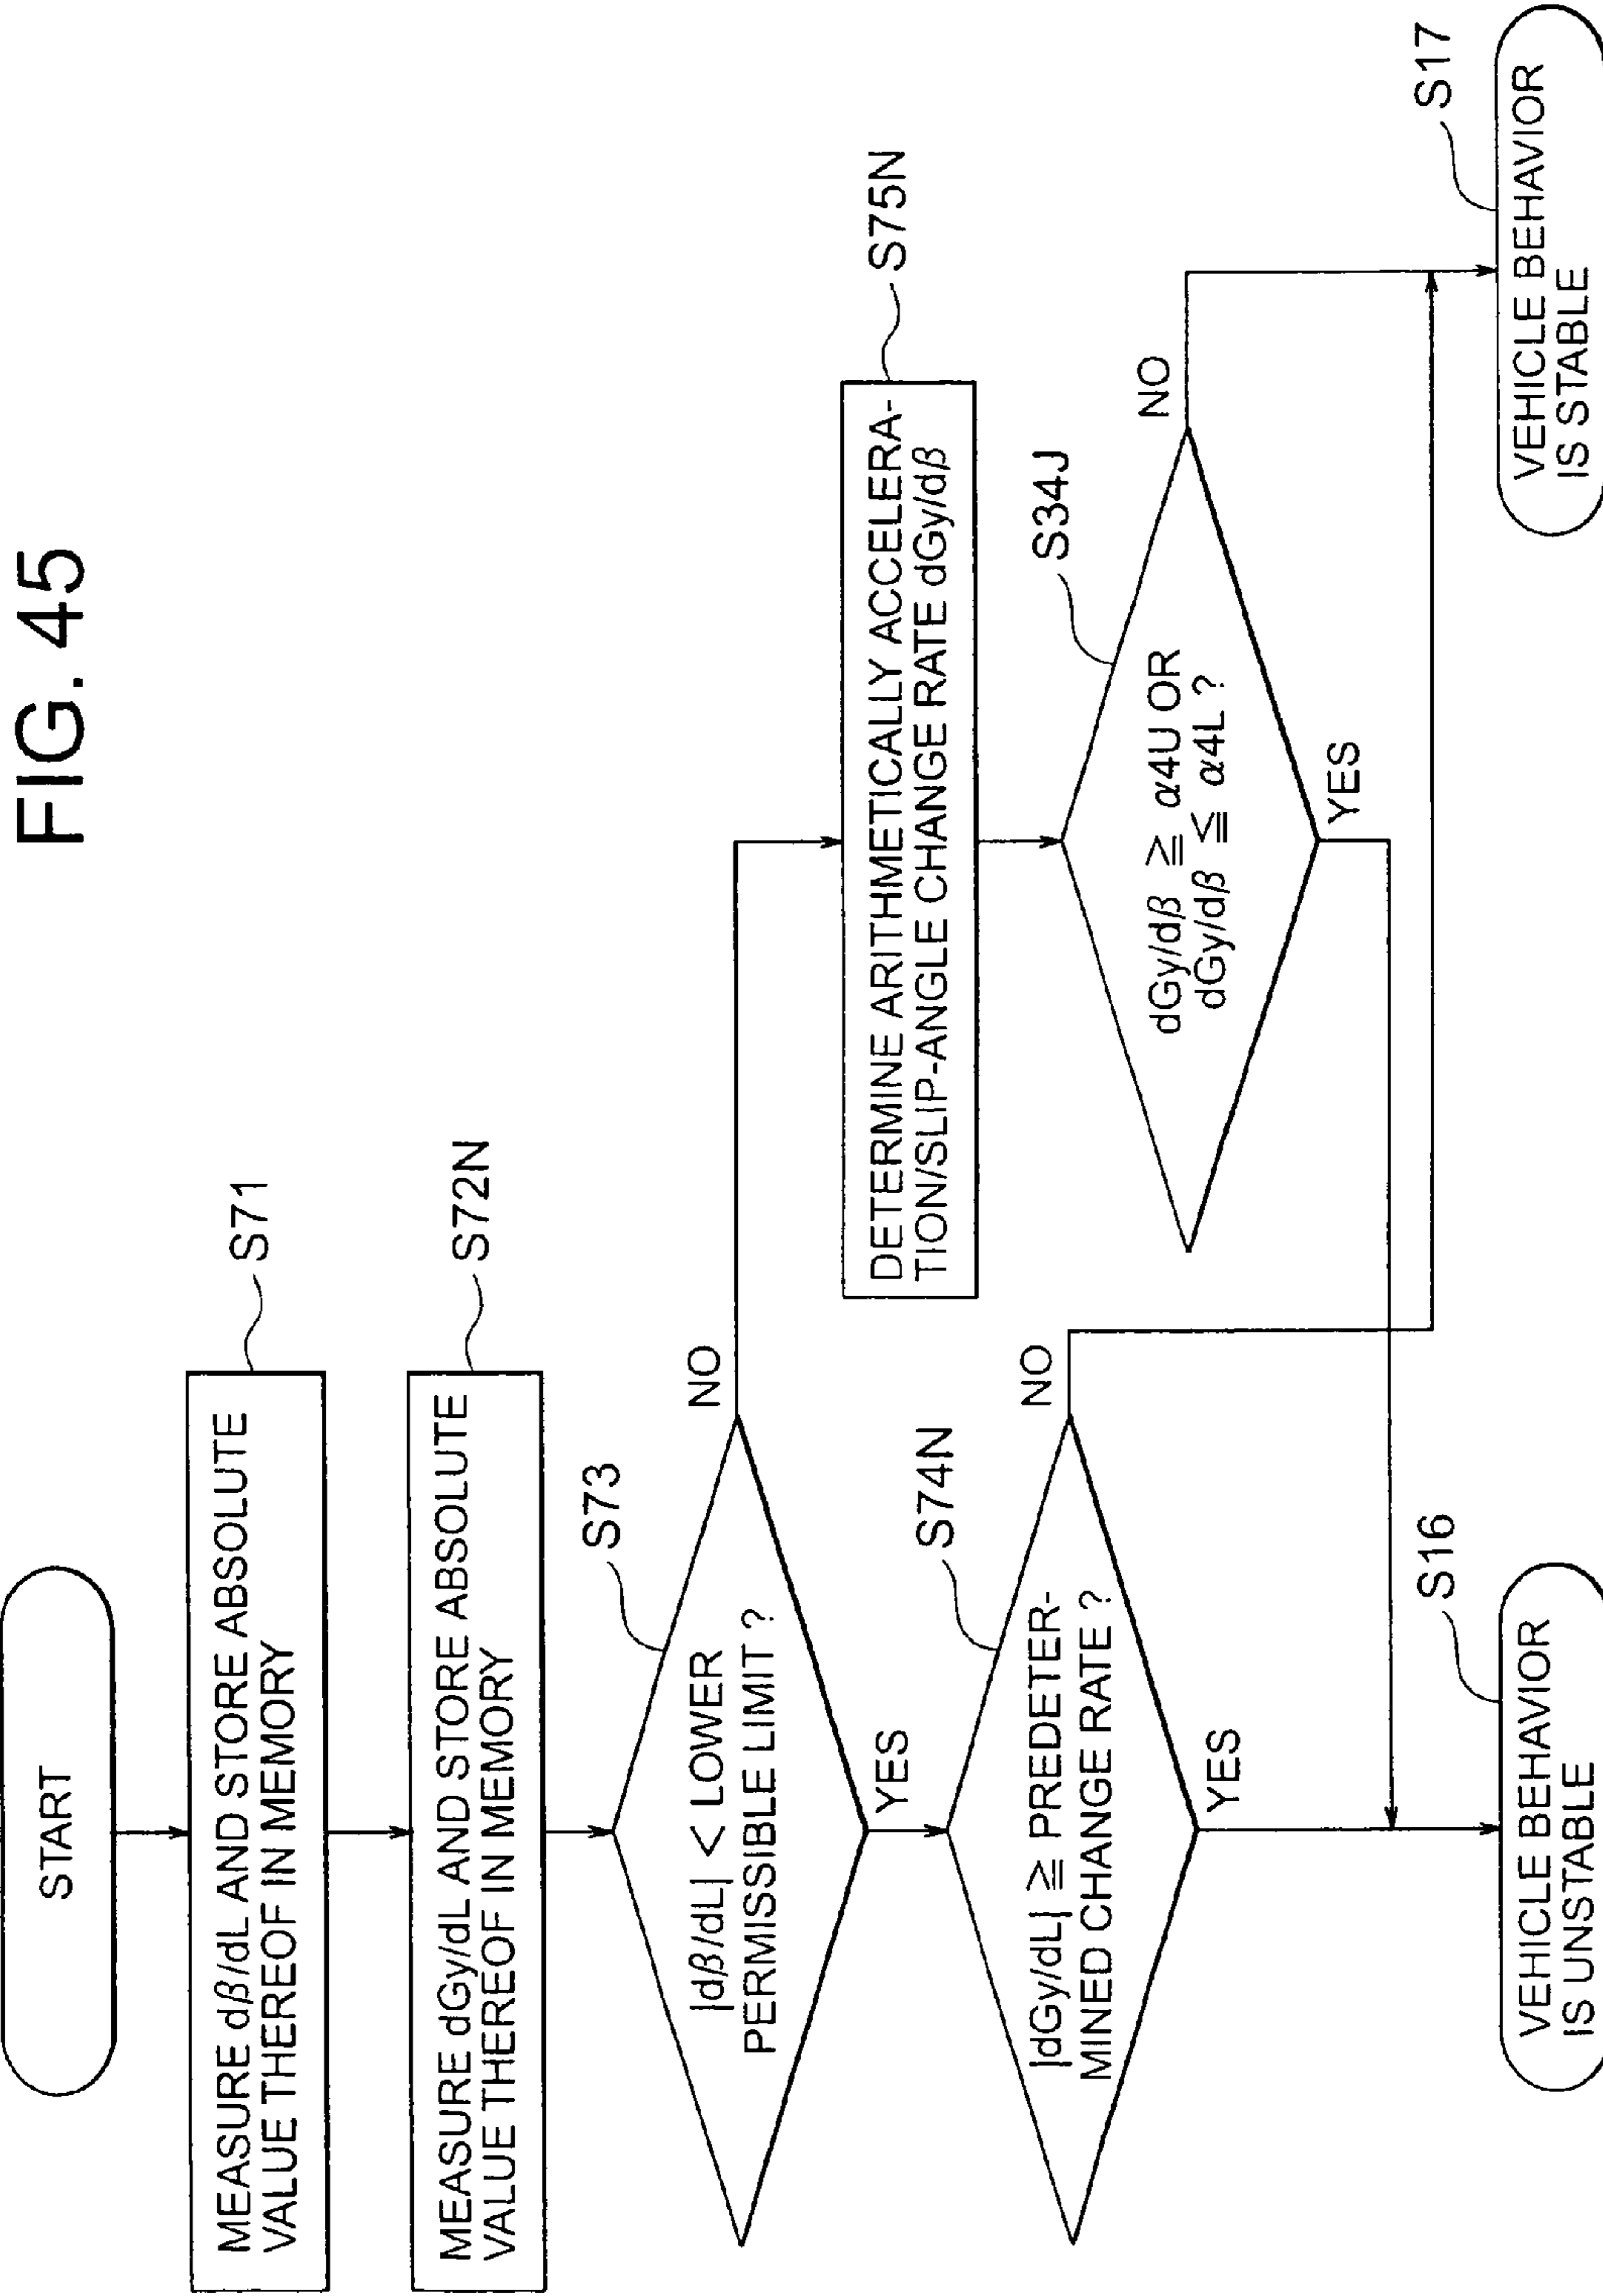 FIG. 45
START
MEASURE dβ/dL AND STORE ABSOLUTE
VALUE THEREOF IN MEMORY
S71
MEASURE dGy/dL AND STORE ABSOLUTE
VALUE THEREOF IN MEMORY
S72N
|dβ/dL| < LOWER
PERMISSIBLE LIMIT ?
S73
NO
YES
|dGy/dL| ≧ PREDETER-
MINED CHANGE RATE ?
S74N
NO
YES
DETERMINE ARITHMETICALLY ACCELERA-
TION/SLIP-ANGLE CHANGE RATE dGy/dβ
S75N
dGy/dβ ≧ α4U OR
dGy/dβ ≦ α4L ?
S34J
NO
YES
VEHICLE BEHAVIOR
IS UNSTABLE
S16
VEHICLE BEHAVIOR
IS STABLE
S17